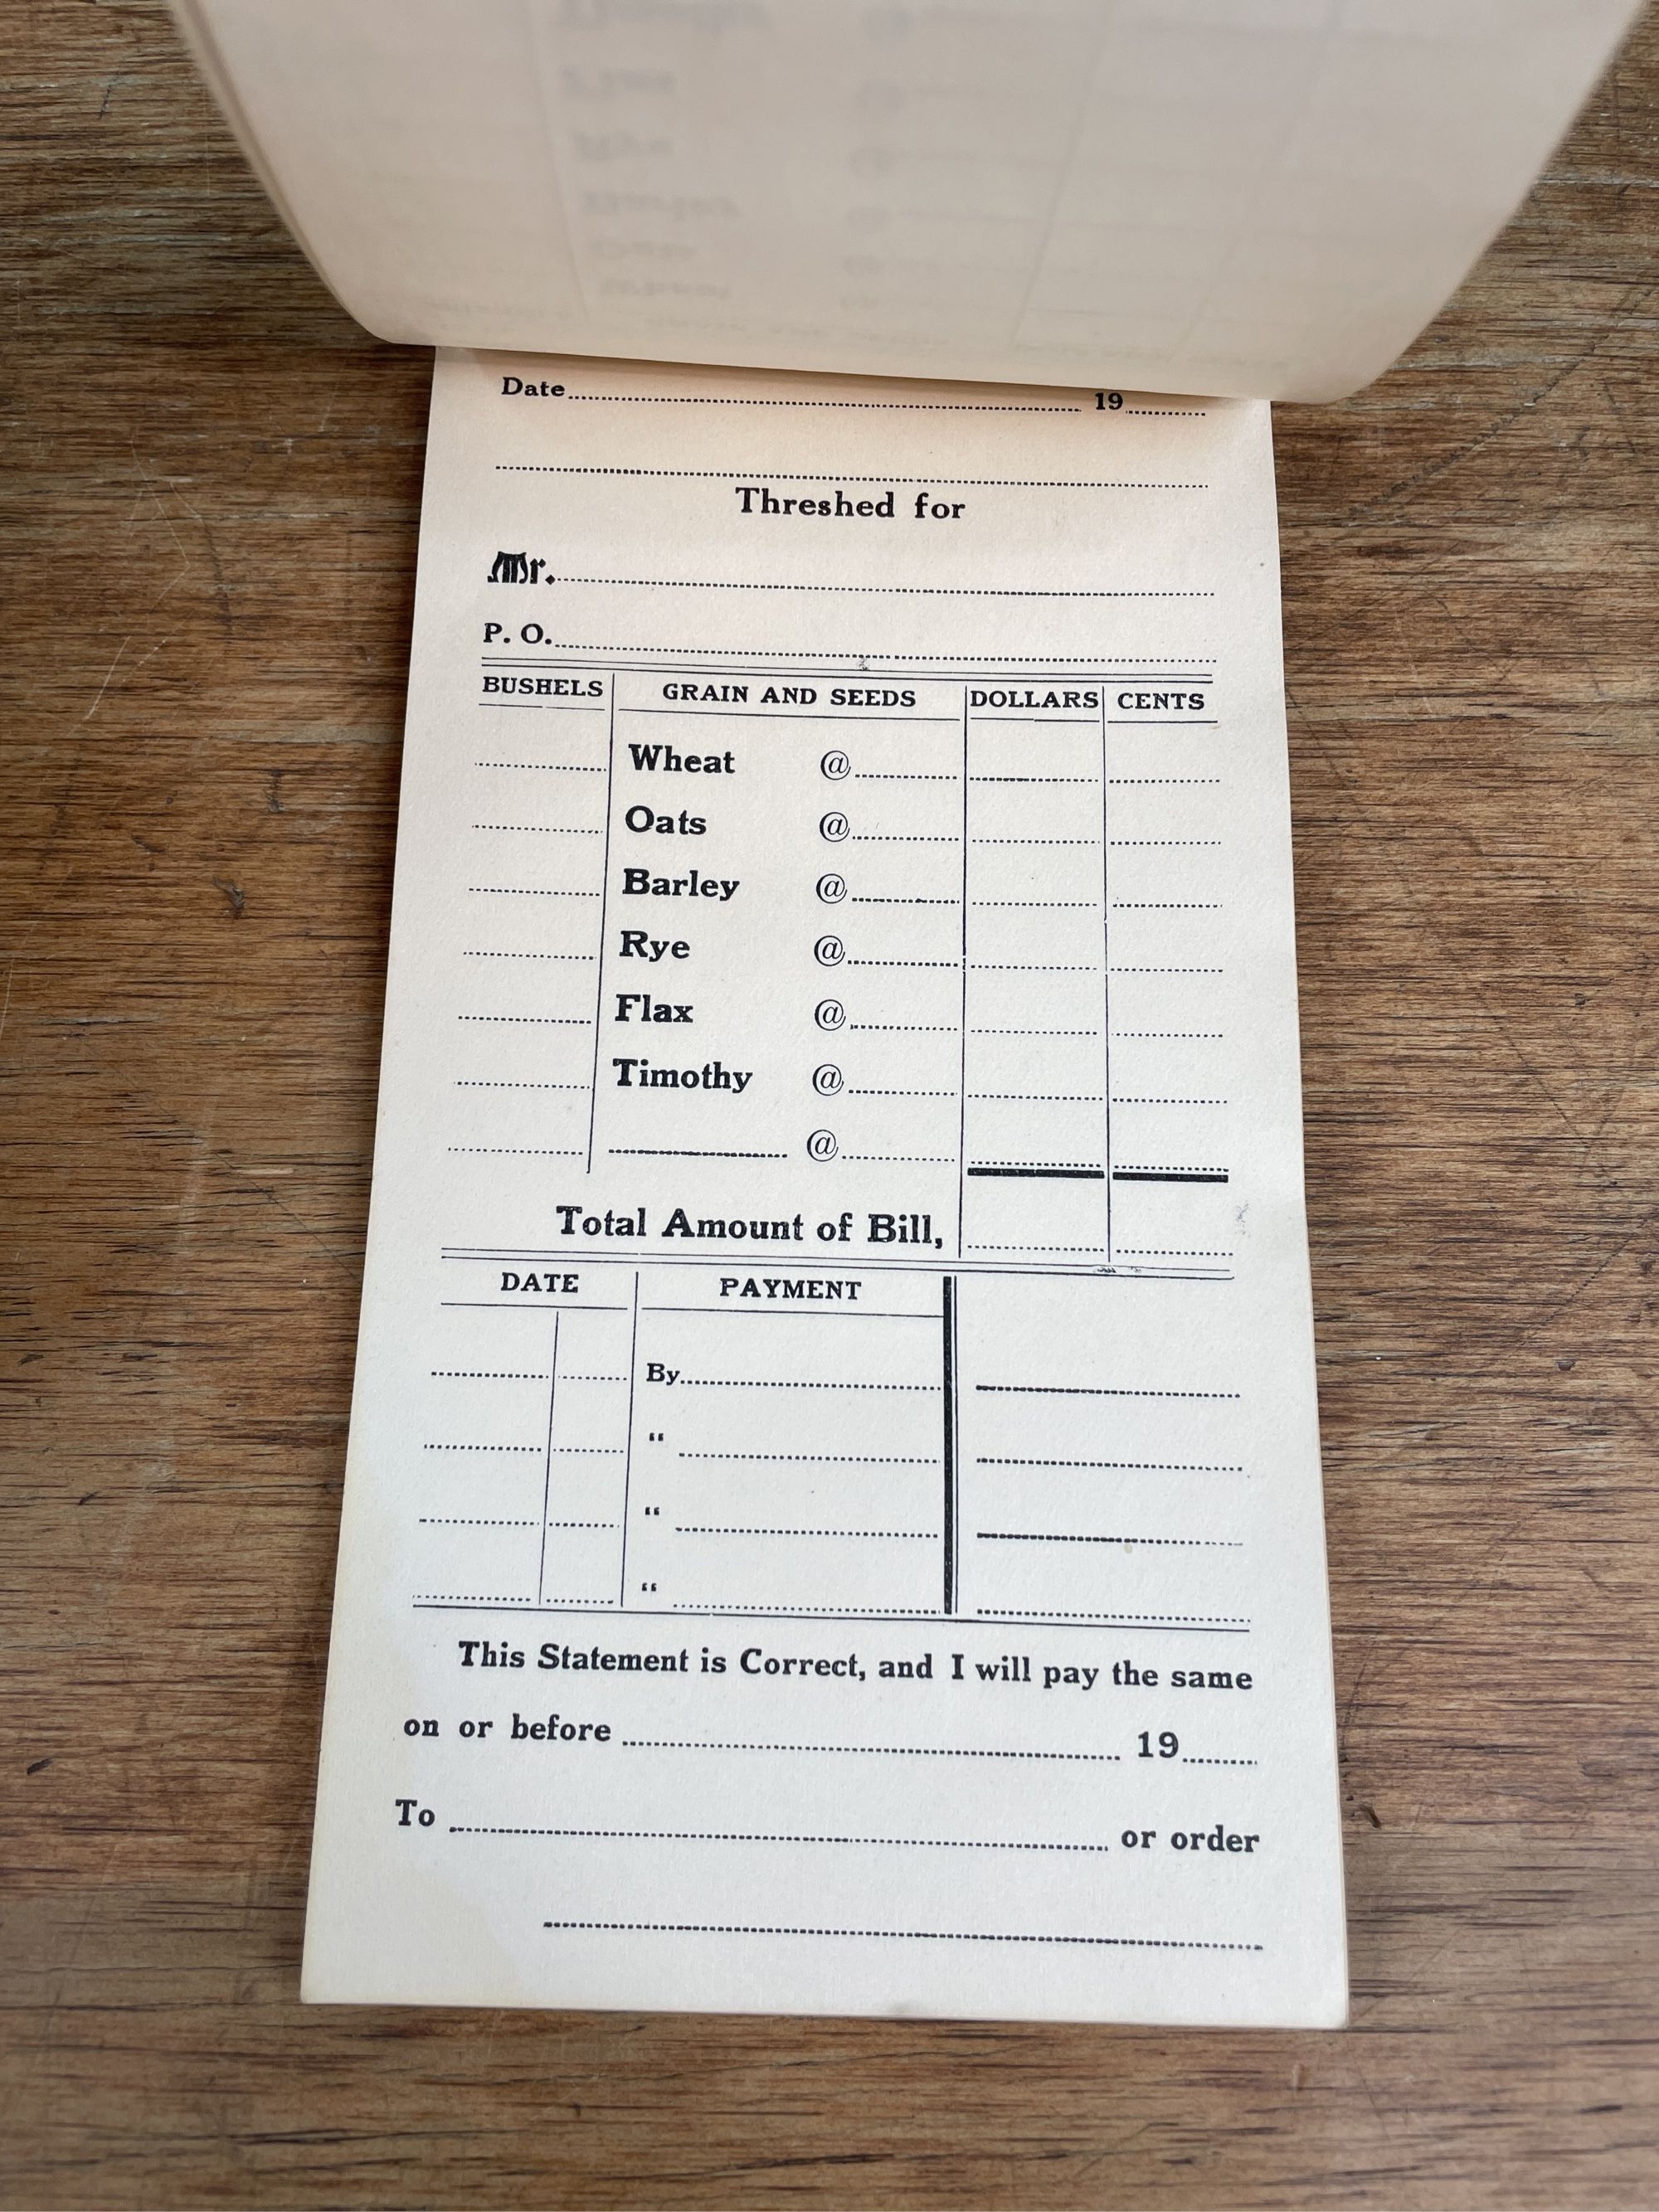 Date 19
Threshed for
Mr.
P. O.
BUSHELS GRAIN AND SEEDS DOLLARS CENTS
Wheat @
Oats @
Barley @
Rye @
Flax @
Timothy @
@
Total Amount of Bill,
DATE PAYMENT
By
"
"
"
This Statement is Correct, and I will pay the same
on or before 19
To or order